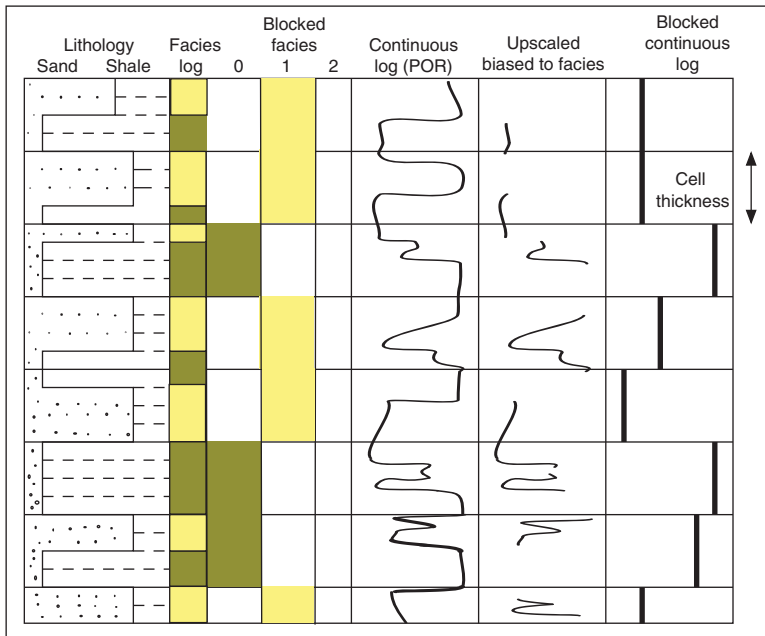 Lithology
Sand Shale
Facies
log
Blocked
facies
0 1 2
Continuous
log (POR)
Upscaled
biased to facies
Blocked
continuous
log
Cell
thickness